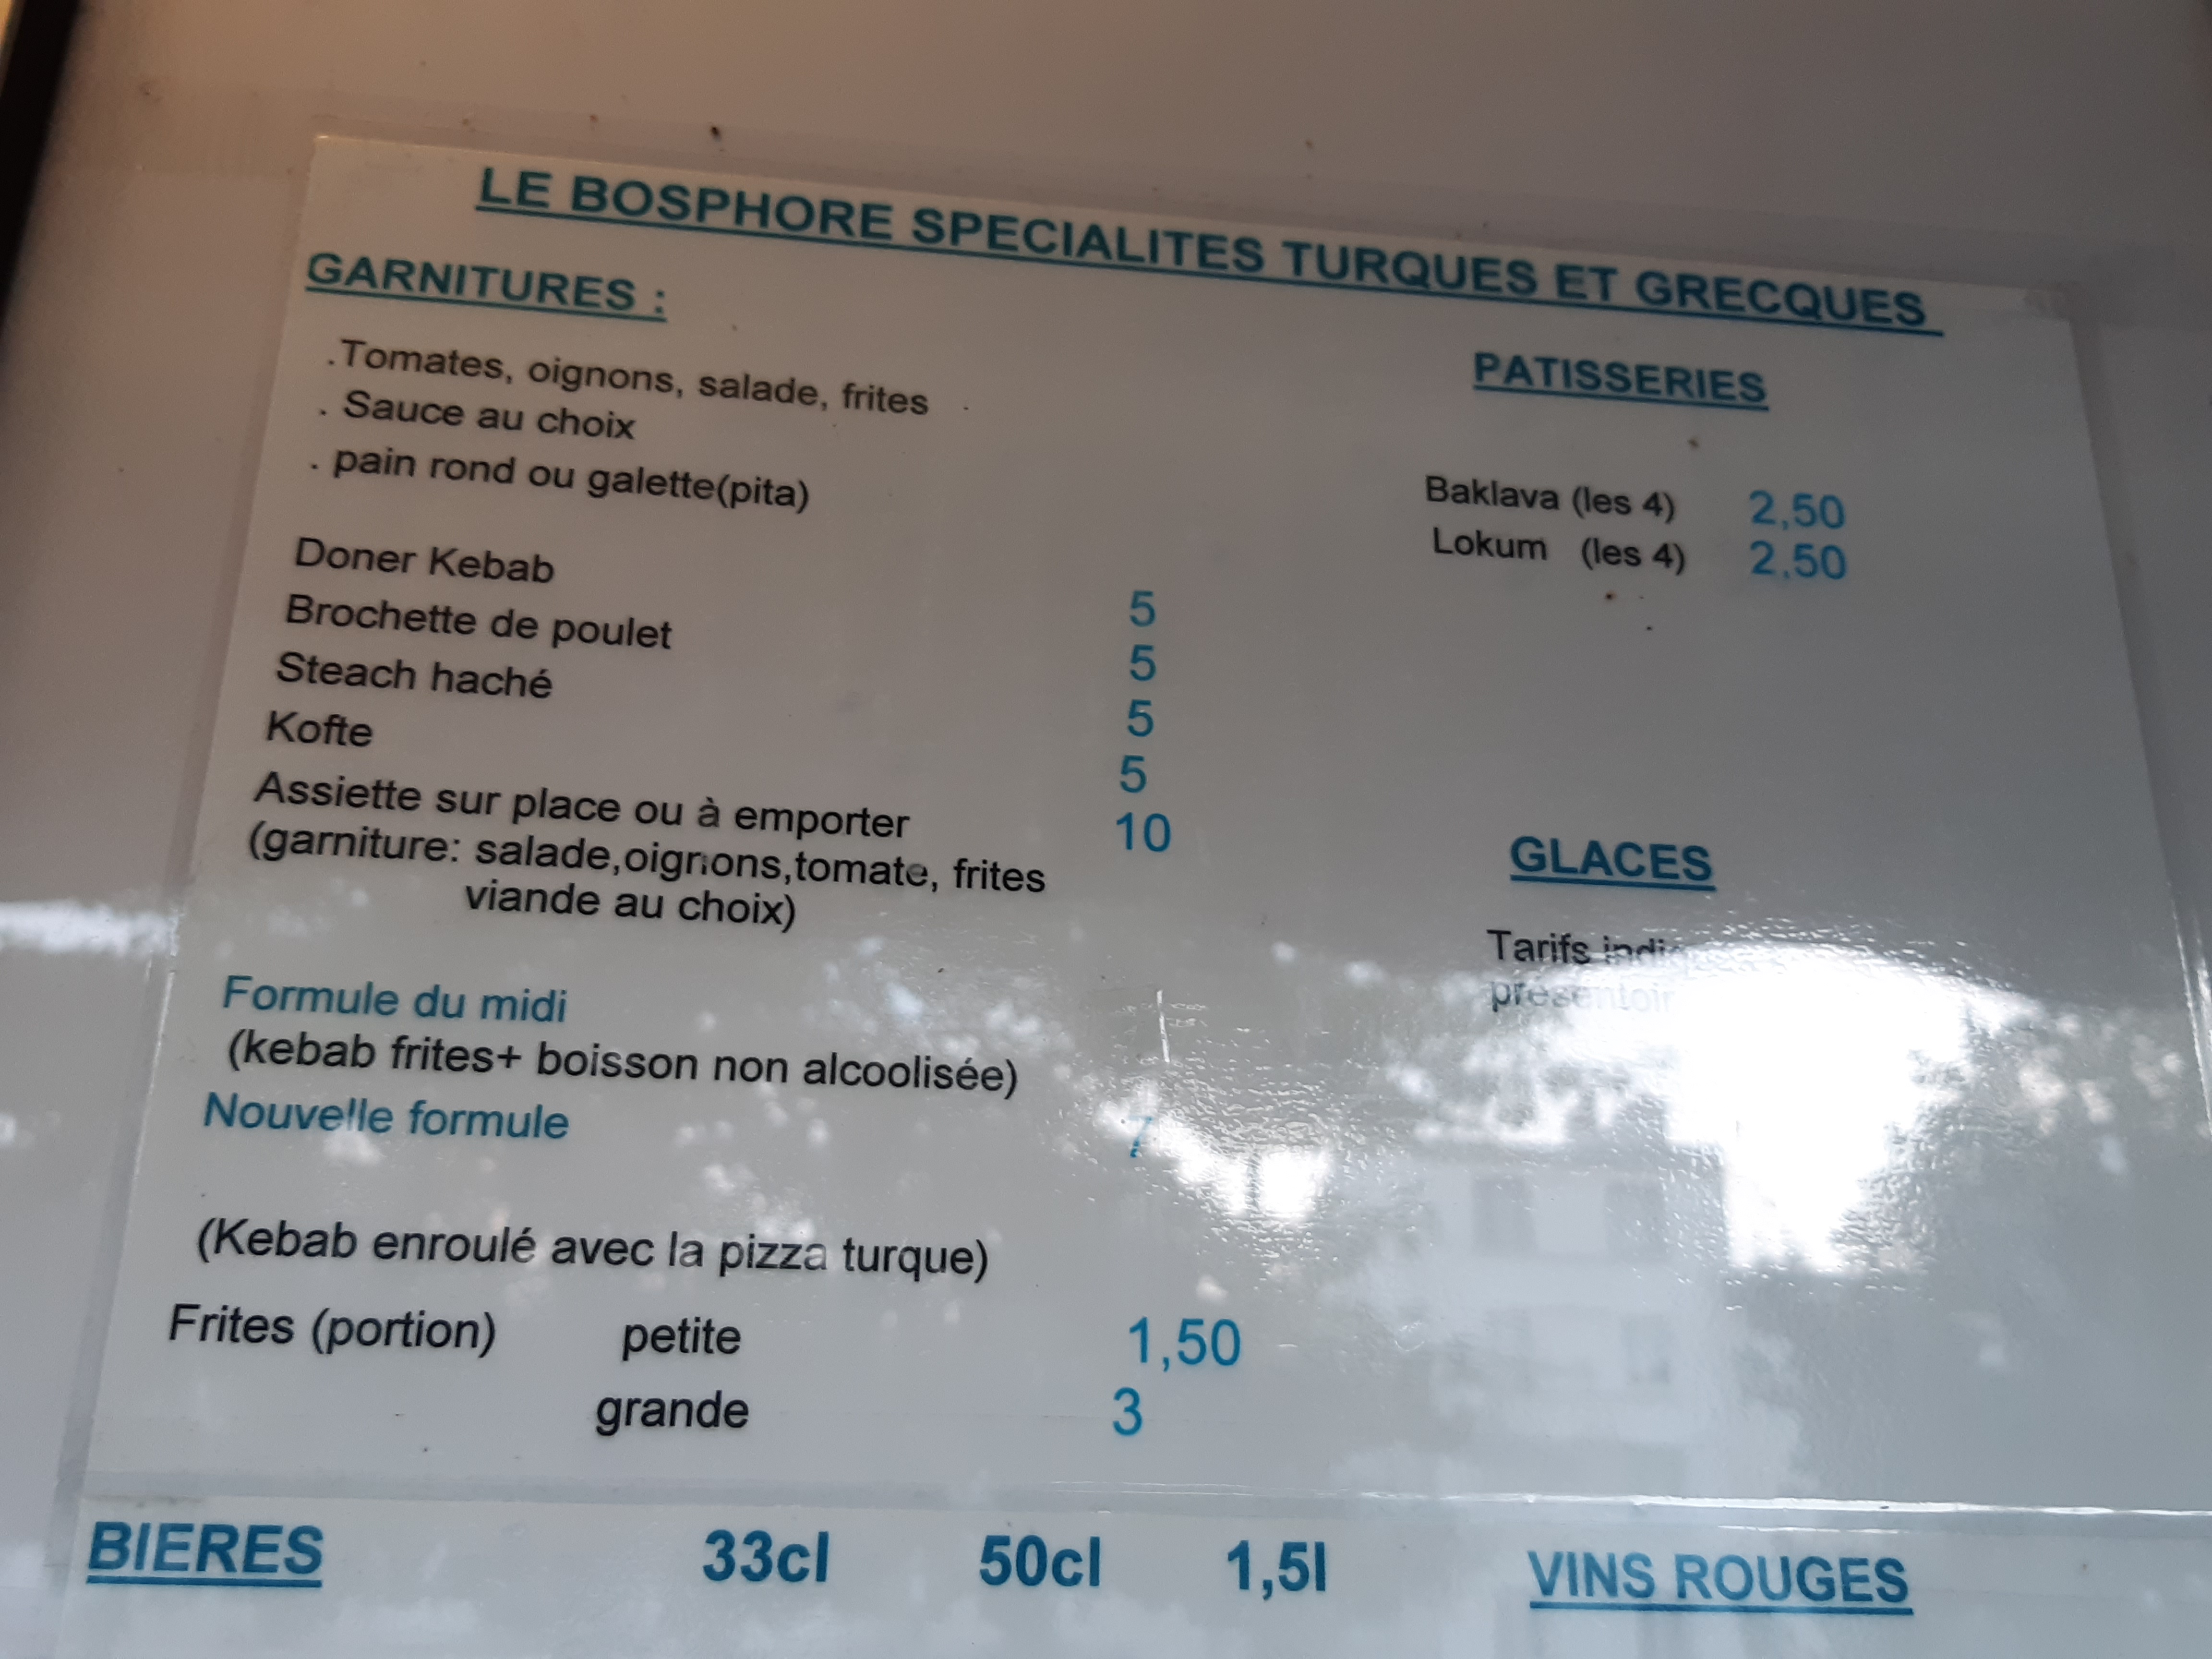 LE BOSPHORE SPECIALITES TURQUES ET GRECQUES
GARNITURES :
.Tomates, oignons, salade, frites
. Sauce au choix
. pain rond ou galette(pita)
Doner Kebab 5
Brochette de poulet 5
Steach haché 5
Kofte 5
Assiette sur place ou à emporter 10
(garniture: salade,oignons,tomate, frites
viande au choix)
Formule du midi
(kebab frites+ boisson non alcoolisée)
Nouvelle formule 7
(Kebab enroulé avec la pizza turque)
Frites (portion) petite 1,50
grande 3
PATISSERIES
Baklava (les 4) 2,50
Lokum (les 4) 2,50
GLACES
Tarifs
présentoir
BIERES 33cl 50cl 1,5l
VINS ROUGES